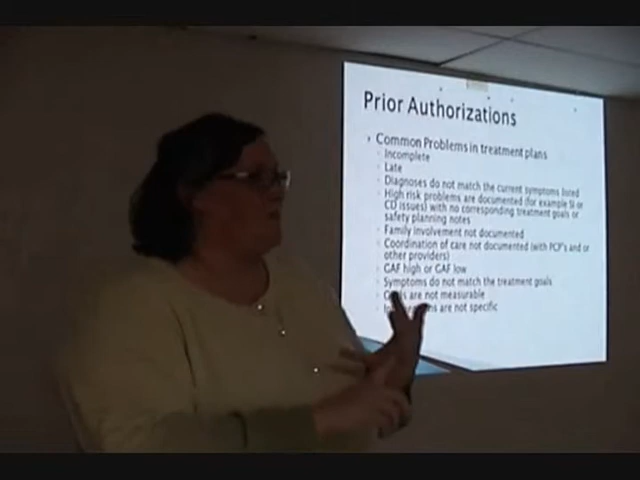 Prior Authorizations
Common Problems in treatment plans
Incomplete
Late
Diagnoses do not match the current symptoms listed
High risk problems are documented (for example SI or
CD issues) with no corresponding treatment goals or
safety planning notes
Family involvement not documented
Coordination of care not documented (with PCP's and or
other providers)
GAF high or GAF low
Symptoms do not match the treatment goals
Goals are not measurable
are not specific